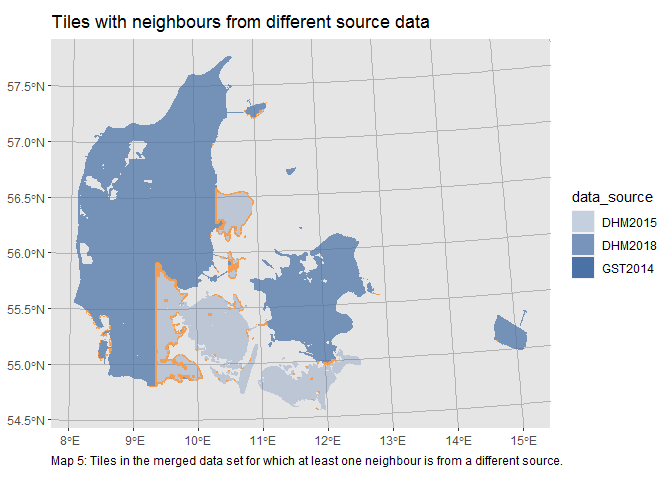 Tiles with neighbours from different source data
57.5°N
57.0°N
56.5°N
56.0°N
55.5°N
55.0°N
54.5°N
8°E 9°E 10°E 11°E 12°E 13°E 14°E 15°E
data_source
DHM2015
DHM2018
GST2014
Map 5: Tiles in the merged data set for which at least one neighbour is from a different source.